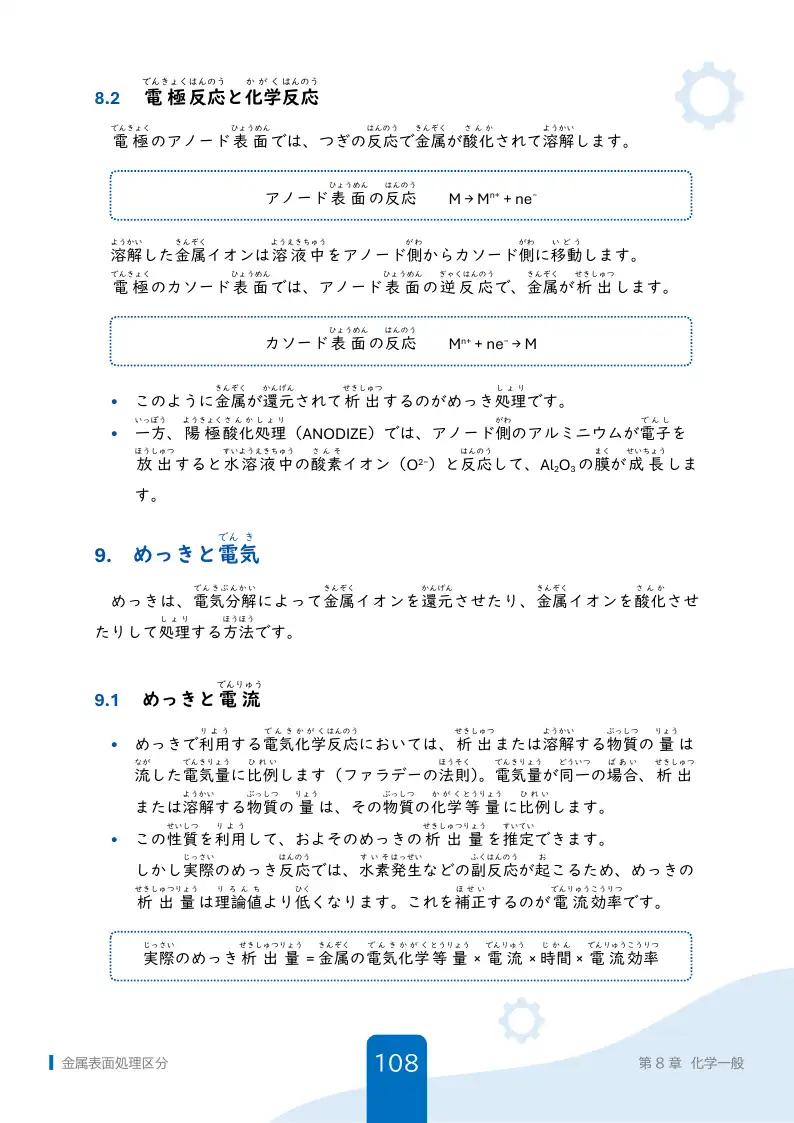 8.2 電極反応と化学反応
電極のアノード表面では、つぎの反応で金属が酸化されて溶解します。
アノード表面の反応 M → Mⁿ⁺ + ne⁻
溶解した金属イオンは溶液中をアノード側からカソード側に移動します。
電極のカソード表面では、アノード表面の逆反応で、金属が析出します。
カソード表面の反応 Mⁿ⁺ + ne⁻ → M
• このように金属が還元されて析出するのがめっき処理です。
• 一方、陽極酸化処理（ANODIZE）では、アノード側のアルミニウムが電子を
放出すると水溶液中の酸素イオン（O²⁻）と反応して、Al₂O₃の膜が成長しま
す。
9. めっきと電気
めっきは、電気分解によって金属イオンを還元させたり、金属イオンを酸化させ
たりして処理する方法です。
9.1 めっきと電流
• めっきで利用する電気化学反応においては、析出または溶解する物質の量は
流した電気量に比例します（ファラデーの法則）。電気量が同一の場合、析出
または溶解する物質の量は、その物質の化学等量に比例します。
• この性質を利用して、およそのめっきの析出量を推定できます。
しかし実際のめっき反応では、水素発生などの副反応が起こるため、めっきの
析出量は理論値より低くなります。これを補正するのが電流効率です。
実際のめっき析出量 = 金属の電気化学等量 × 電流 × 時間 × 電流効率
金属表面処理区分
108
第 8 章 化学一般